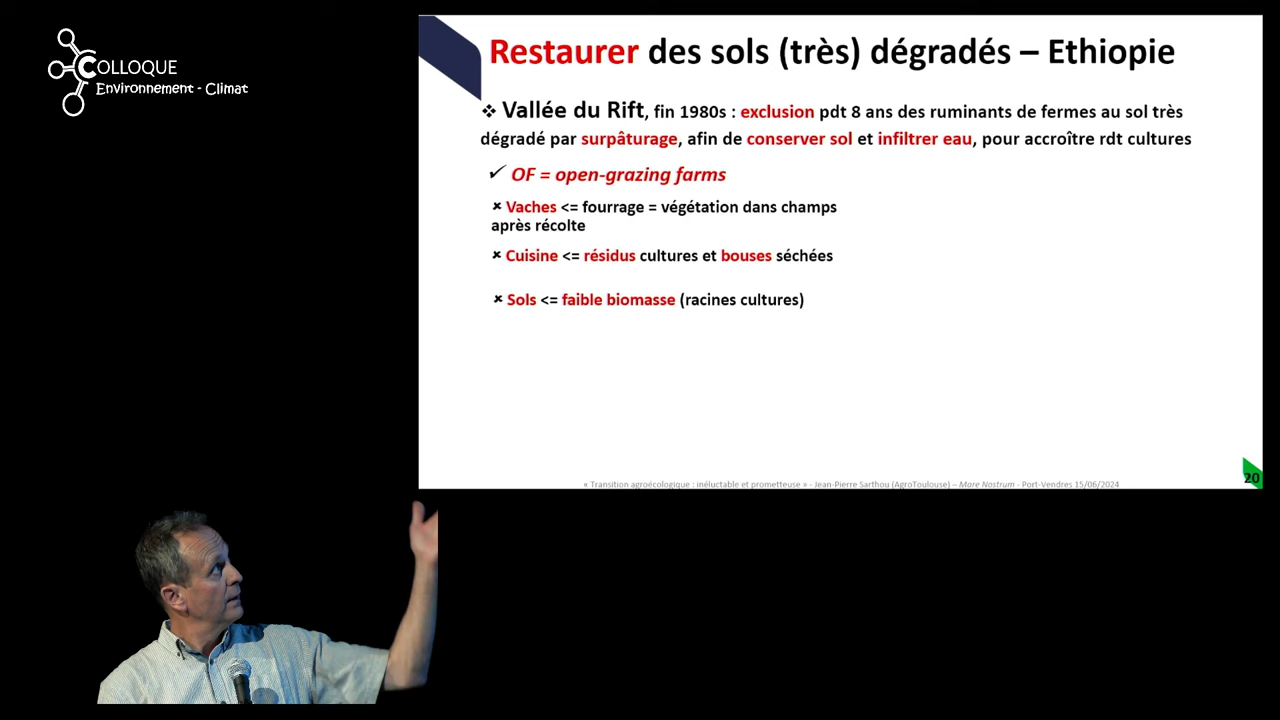 COLLOQUE
Environnement - Climat
Restaurer des sols (très) dégradés – Ethiopie
❖ Vallée du Rift, fin 1980s : exclusion pdt 8 ans des ruminants de fermes au sol très
dégradé par surpâturage, afin de conserver sol et infiltrer eau, pour accroître rdt cultures
✓ OF = open-grazing farms
× Vaches <= fourrage = végétation dans champs
après récolte
× Cuisine <= résidus cultures et bouses séchées
× Sols <= faible biomasse (racines cultures)
« Transition agroécologique : inéluctable et prometteuse » - Jean-Pierre Sarthou (AgroToulouse) – Mare Nostrum - Port-Vendres 15/06/2024
20